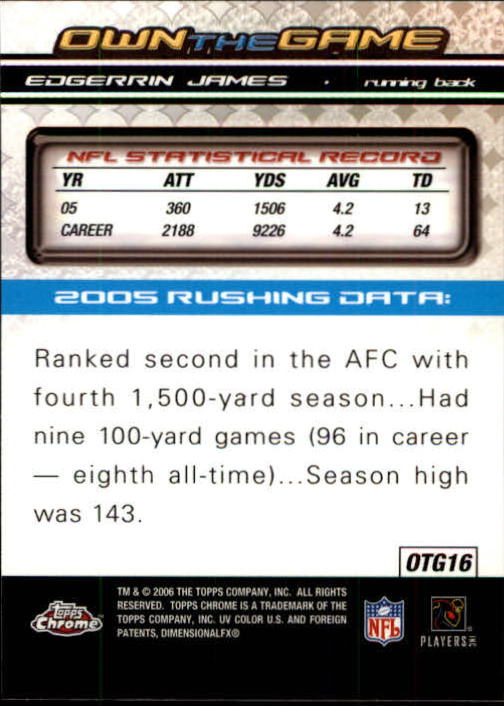 OWN THE GAME
EDGERRIN JAMES · running back
NFL STATISTICAL RECORD
YR ATT YDS AVG TD
05 360 1506 4.2 13
CAREER 2188 9226 4.2 64
2005 RUSHING DATA:
Ranked second in the AFC with
fourth 1,500-yard season...Had
nine 100-yard games (96 in career
— eighth all-time)...Season high
was 143.
OTG16
TM & © 2006 THE TOPPS COMPANY, INC. ALL RIGHTS
RESERVED. TOPPS CHROME IS A TRADEMARK OF THE
TOPPS COMPANY, INC. UV COLOR U.S. AND FOREIGN
PATENTS, DIMENSIONALFX®
Topps
Chrome
NFL
PLAYERS INC